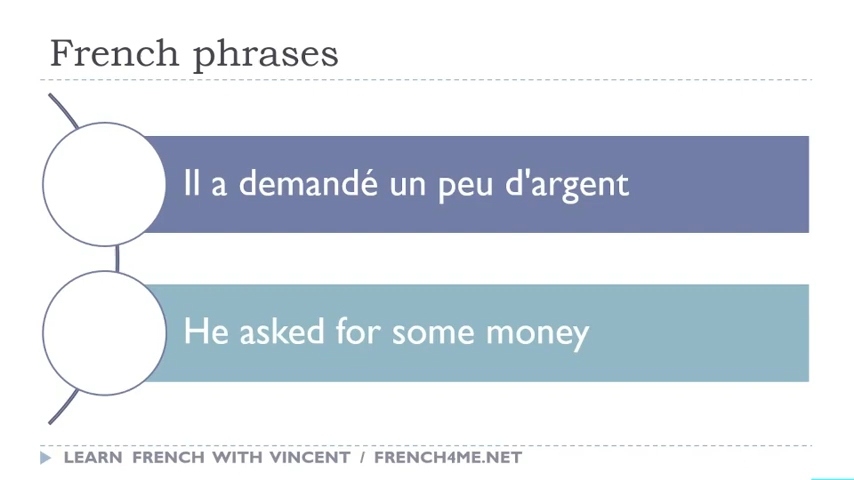 French phrases
Il a demandé un peu d'argent
He asked for some money
LEARN FRENCH WITH VINCENT / FRENCH4ME.NET